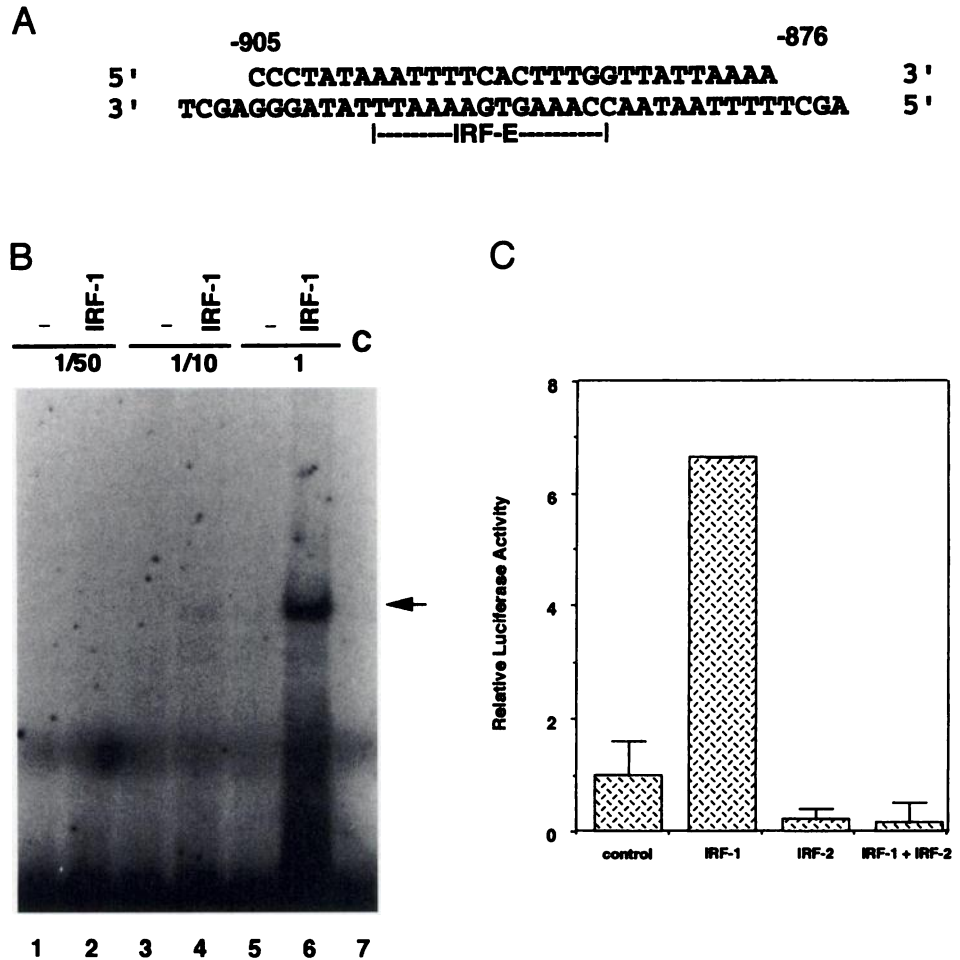 A
-905 -876
5' CCCTATAAATTTTCACTTTGGTTATTAAAA 3'
3' TCGAGGGATATTTAAAAGTGAAACCAATAATTTTTCGA 5'
|--------IRF-E----------|
B
- IRF-1 - IRF-1 - IRF-1 C
1/50 1/10 1
1 2 3 4 5 6 7
C
Relative Luciferase Activity
8
6
4
2
0
control IRF-1 IRF-2 IRF-1 + IRF-2